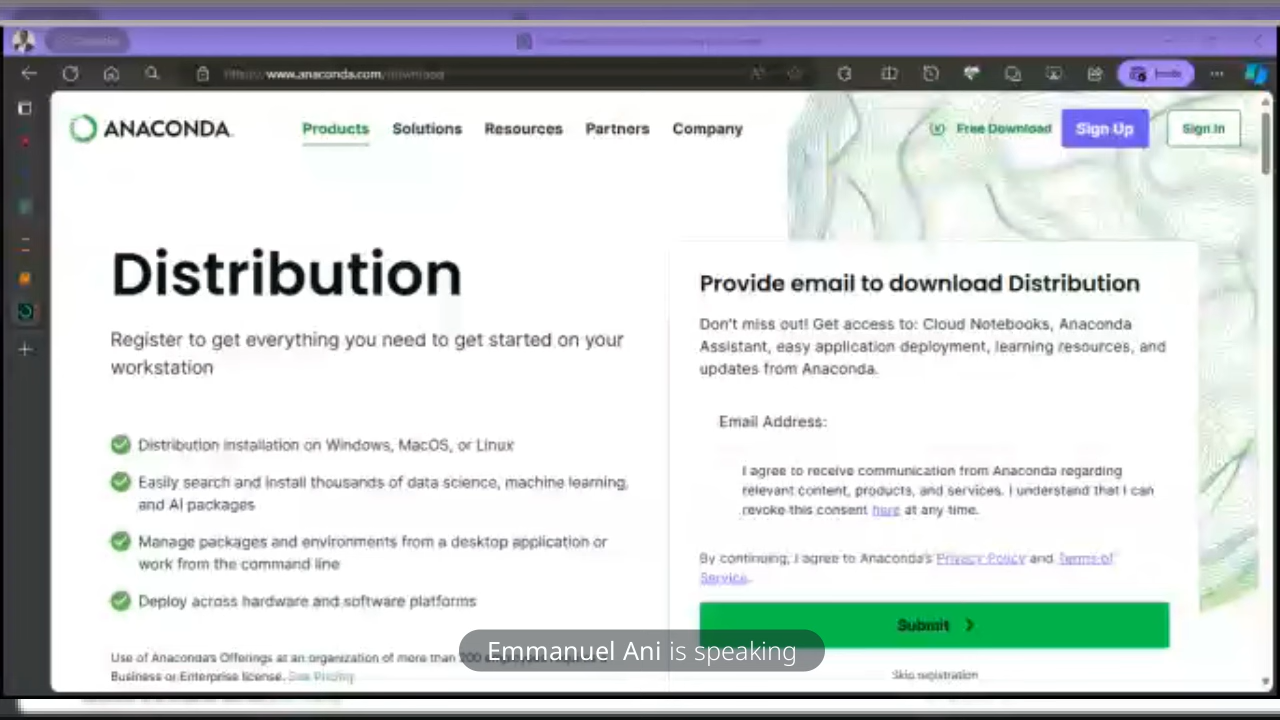 www.anaconda.com/download
ANACONDA
Products
Solutions
Resources
Partners
Company
Free Download
Sign Up
Sign In
Distribution
Register to get everything you need to get started on your
workstation
Distribution installation on Windows, MacOS, or Linux
Easily search and install thousands of data science, machine learning,
and AI packages
Manage packages and environments from a desktop application or
work from the command line
Deploy across hardware and software platforms
Use of Anaconda's Offerings at an organization of more than 200
Business or Enterprise license. See Pricing
Provide email to download Distribution
Don't miss out! Get access to: Cloud Notebooks, Anaconda
Assistant, easy application deployment, learning resources, and
updates from Anaconda.
Email Address:
I agree to receive communication from Anaconda regarding
relevant content, products, and services. I understand that I can
revoke this consent here at any time.
By continuing, I agree to Anaconda's Privacy Policy and Terms of
Service.
Submit
Skip registration
Emmanuel Ani is speaking